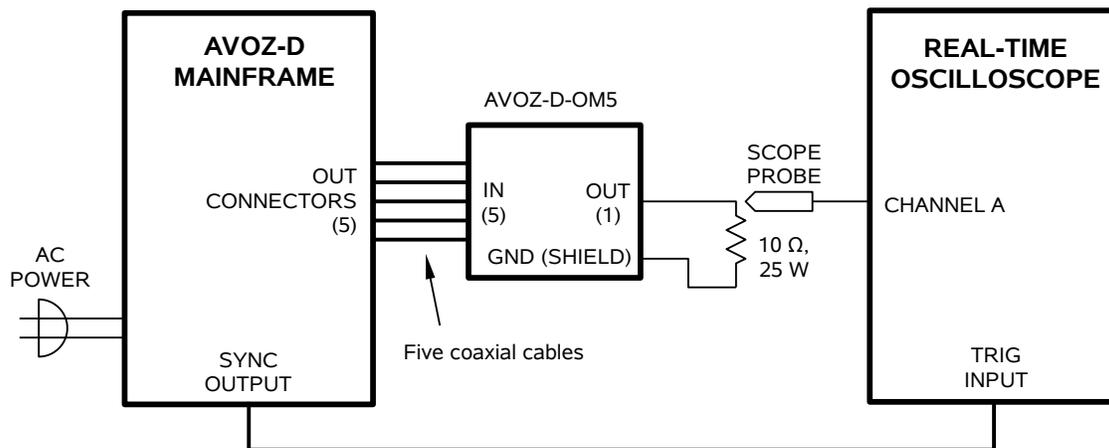 AVOZ-D
MAINFRAME
OUT
CONNECTORS
(5)
AC
POWER
SYNC
OUTPUT
AVOZ-D-OM5
IN
(5)
OUT
(1)
GND (SHIELD)
Five coaxial cables
SCOPE
PROBE
10 Ω,
25 W
REAL-TIME
OSCILLOSCOPE
CHANNEL A
TRIG
INPUT